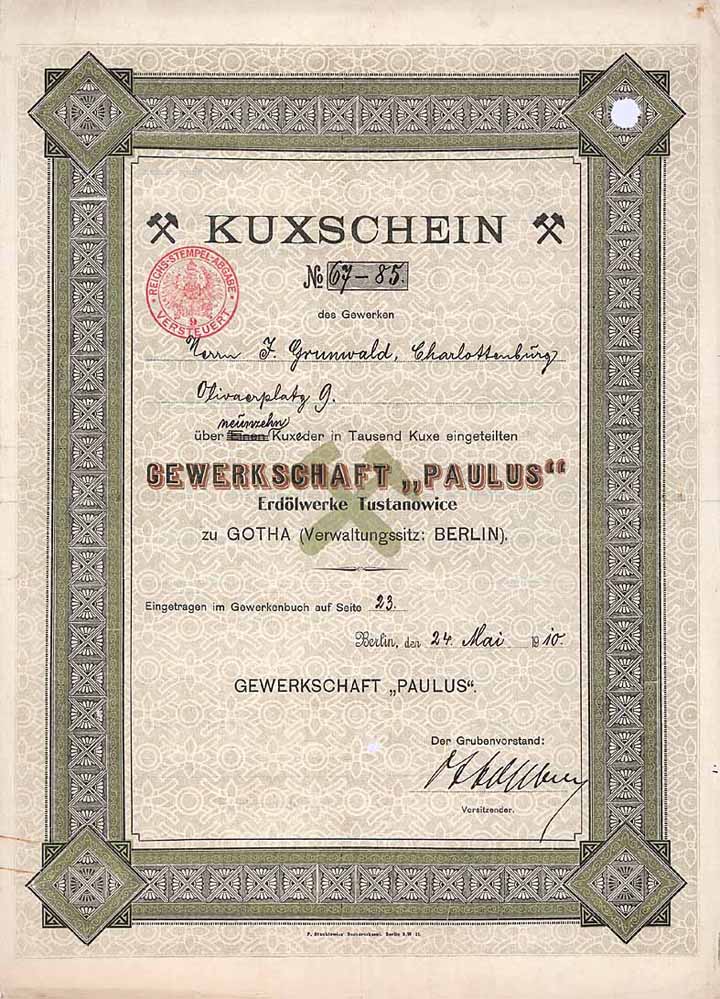 KUXSCHEIN
REICHS-STEMPEL-ABGABE
VERSTEUERT
№ 67-85.
des Gewerken
Herrn J. Grunwald, Charlottenburg
Olivaerplatz 9.
neunzehn
über Einen Kuxe der in Tausend Kuxe eingeteilten
GEWERKSCHAFT „PAULUS“
Erdölwerke Tustanowice
zu GOTHA (Verwaltungssitz: BERLIN).
Eingetragen im Gewerkenbuch auf Seite 23.
Berlin, den 24. Mai 1910.
GEWERKSCHAFT „PAULUS“.
Der Grubenvorstand:
Vorsitzender.